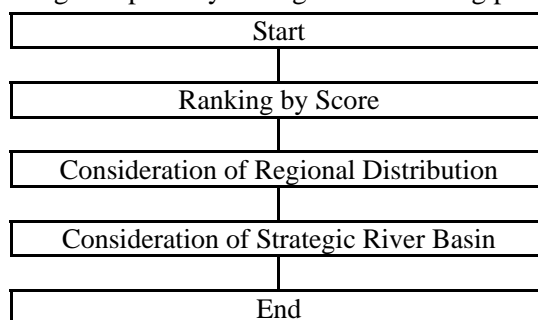 Start
Ranking by Score
Consideration of Regional Distribution
Consideration of Strategic River Basin
End